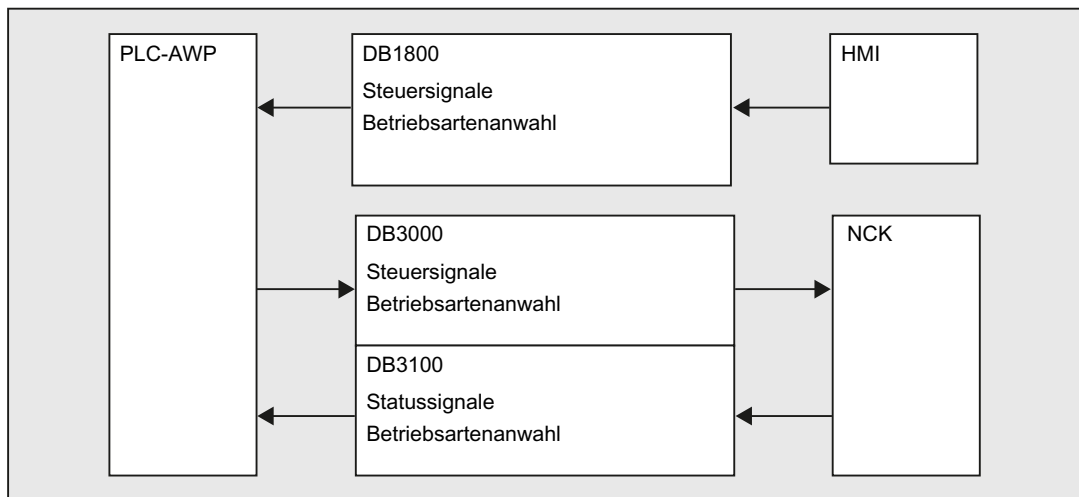 PLC-AWP
DB1800
Steuersignale
Betriebsartenanwahl
HMI
DB3000
Steuersignale
Betriebsartenanwahl
NCK
DB3100
Statussignale
Betriebsartenanwahl